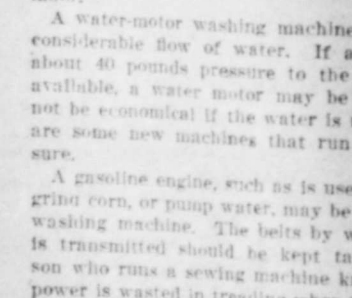 A water-motor washing machine
considerable flow of water. If a
about 40 pounds pressure to the
available, a water motor may be
not be economical if the water is
are some new machines that run
sure.
A gasoline engine, such as is use
grind corn, or pump water, may be
washing machine. The belts by w
is transmitted should be kept ta
son who runs a sewing machine k
power is wasted in